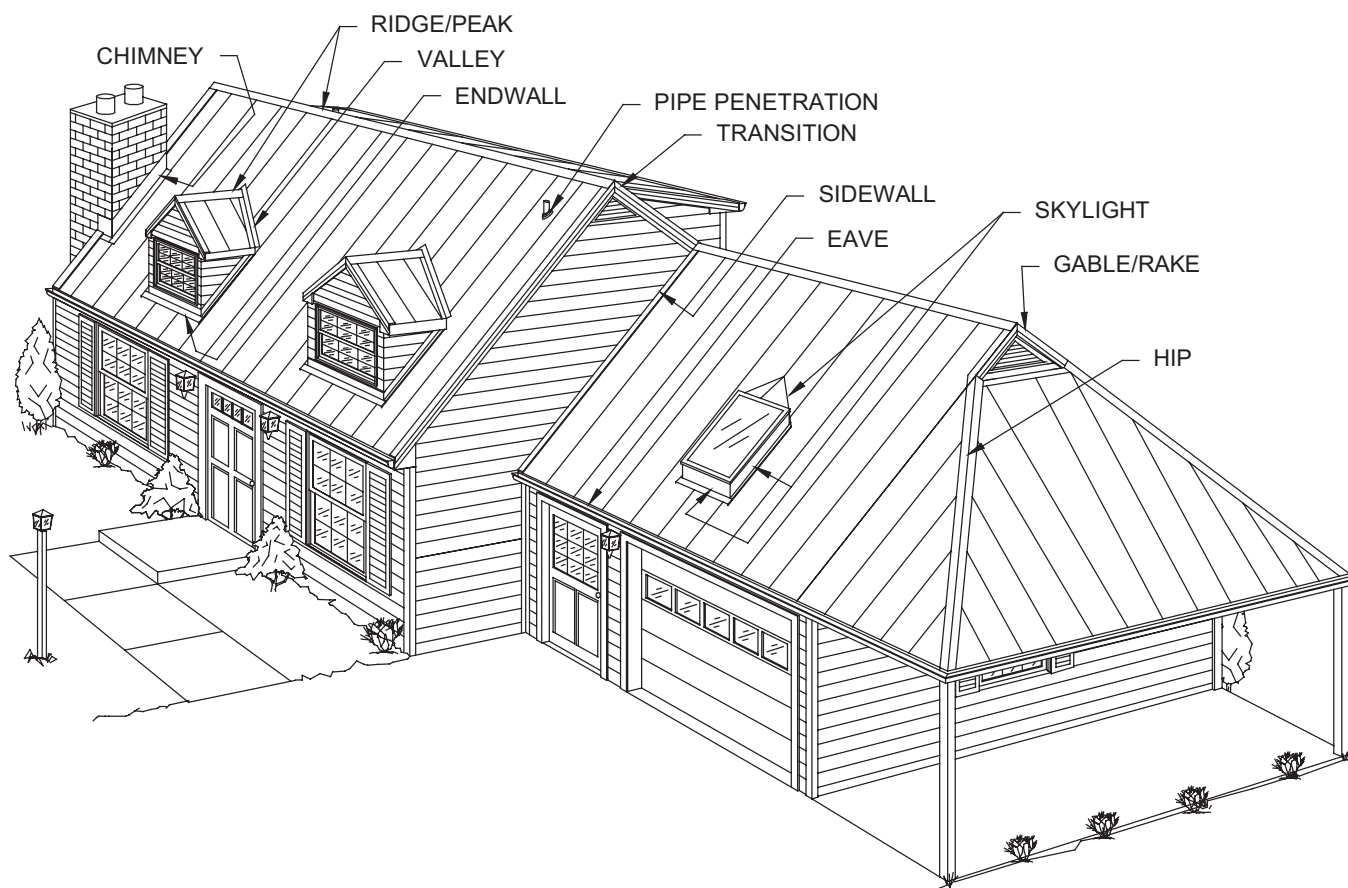 RIDGE/PEAK
CHIMNEY
VALLEY
ENDWALL
PIPE PENETRATION
TRANSITION
SIDEWALL
SKYLIGHT
EAVE
GABLE/RAKE
HIP